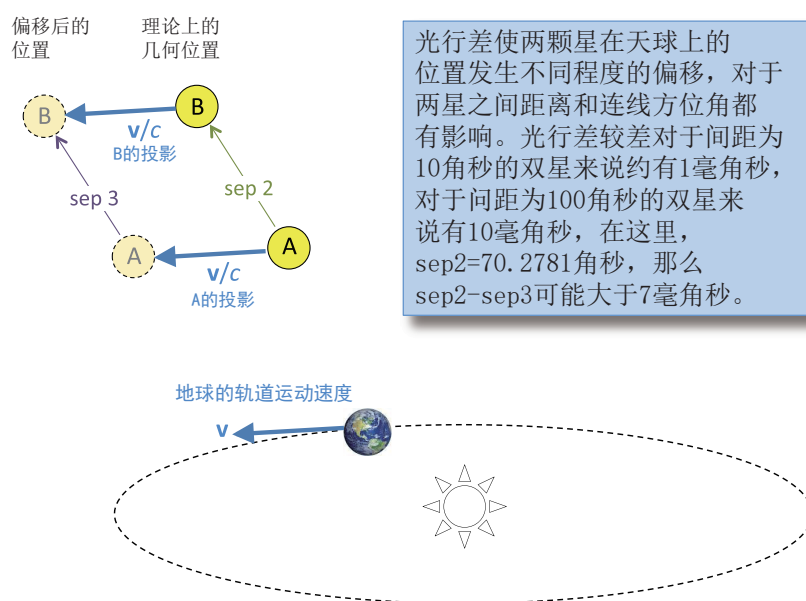 偏移后的
位置
理论上的
几何位置
B
B
v/c
B的投影
sep 3
sep 2
A
A
v/c
A的投影
光行差使两颗星在天球上的
位置发生不同程度的偏移，对于
两星之间距离和连线方位角都
有影响。光行差较差对于间距为
10角秒的双星来说约有1毫角秒，
对于问距为100角秒的双星来
说有10毫角秒，在这里，
sep2=70.2781角秒，那么
sep2-sep3可能大于7毫角秒。
地球的轨道运动速度
v